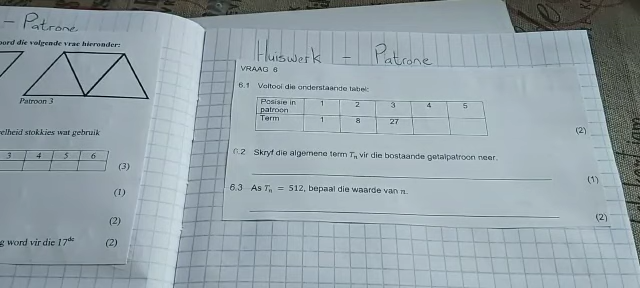 - Patrone
oord die volgende vrae hieronder:
Patroon 3
elheid stokkies wat gebruik
3 4 5 6
(3)
(1)
(2)
g word vir die 17de (2)
Huiswerk - Patrone
VRAAG 6
6.1 Voltooi die onderstaande tabel:
Posisie in patroon 1 2 3 4 5
Term 1 8 27
(2)
6.2 Skryf die algemene term Tn vir die bostaande getalpatroon neer.
(1)
6.3 As Tn = 512, bepaal die waarde van n.
(2)